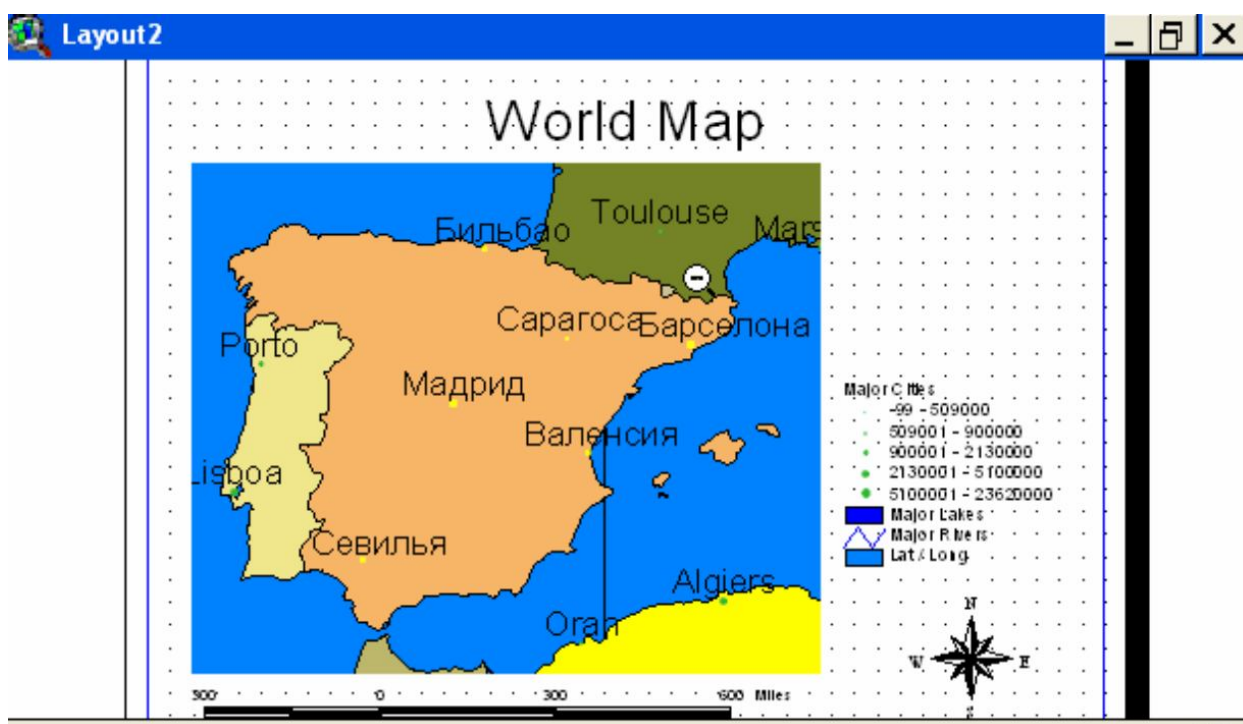 Layout2
World Map
Toulouse
Бильбао
Mars
Сарагоса
Барселона
Porto
Мадрид
Валенсия
Lisboa
Севилья
Algiers
Oran
Major Cities
-99 - 509000
509001 - 900000
900001 - 2130000
2130001 - 5100000
5100001 - 23620000
Major Lakes
Major Rivers
Lat / Long
N
W E
S
300 0 300 600 Miles